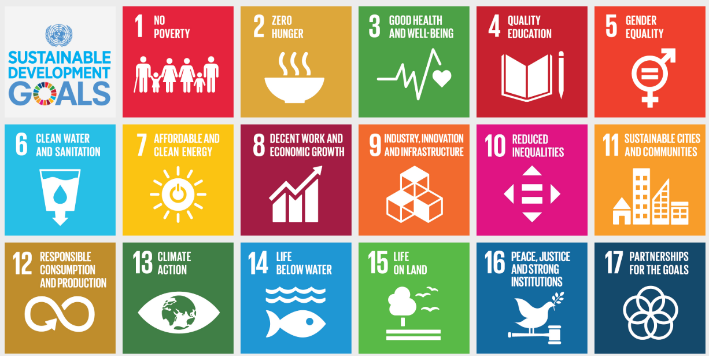 SUSTAINABLE
DEVELOPMENT
GOALS
1 NO
POVERTY
2 ZERO
HUNGER
3 GOOD HEALTH
AND WELL-BEING
4 QUALITY
EDUCATION
5 GENDER
EQUALITY
6 CLEAN WATER
AND SANITATION
7 AFFORDABLE AND
CLEAN ENERGY
8 DECENT WORK AND
ECONOMIC GROWTH
9 INDUSTRY, INNOVATION
AND INFRASTRUCTURE
10 REDUCED
INEQUALITIES
11 SUSTAINABLE CITIES
AND COMMUNITIES
12 RESPONSIBLE
CONSUMPTION
AND PRODUCTION
13 CLIMATE
ACTION
14 LIFE
BELOW WATER
15 LIFE
ON LAND
16 PEACE, JUSTICE
AND STRONG
INSTITUTIONS
17 PARTNERSHIPS
FOR THE GOALS